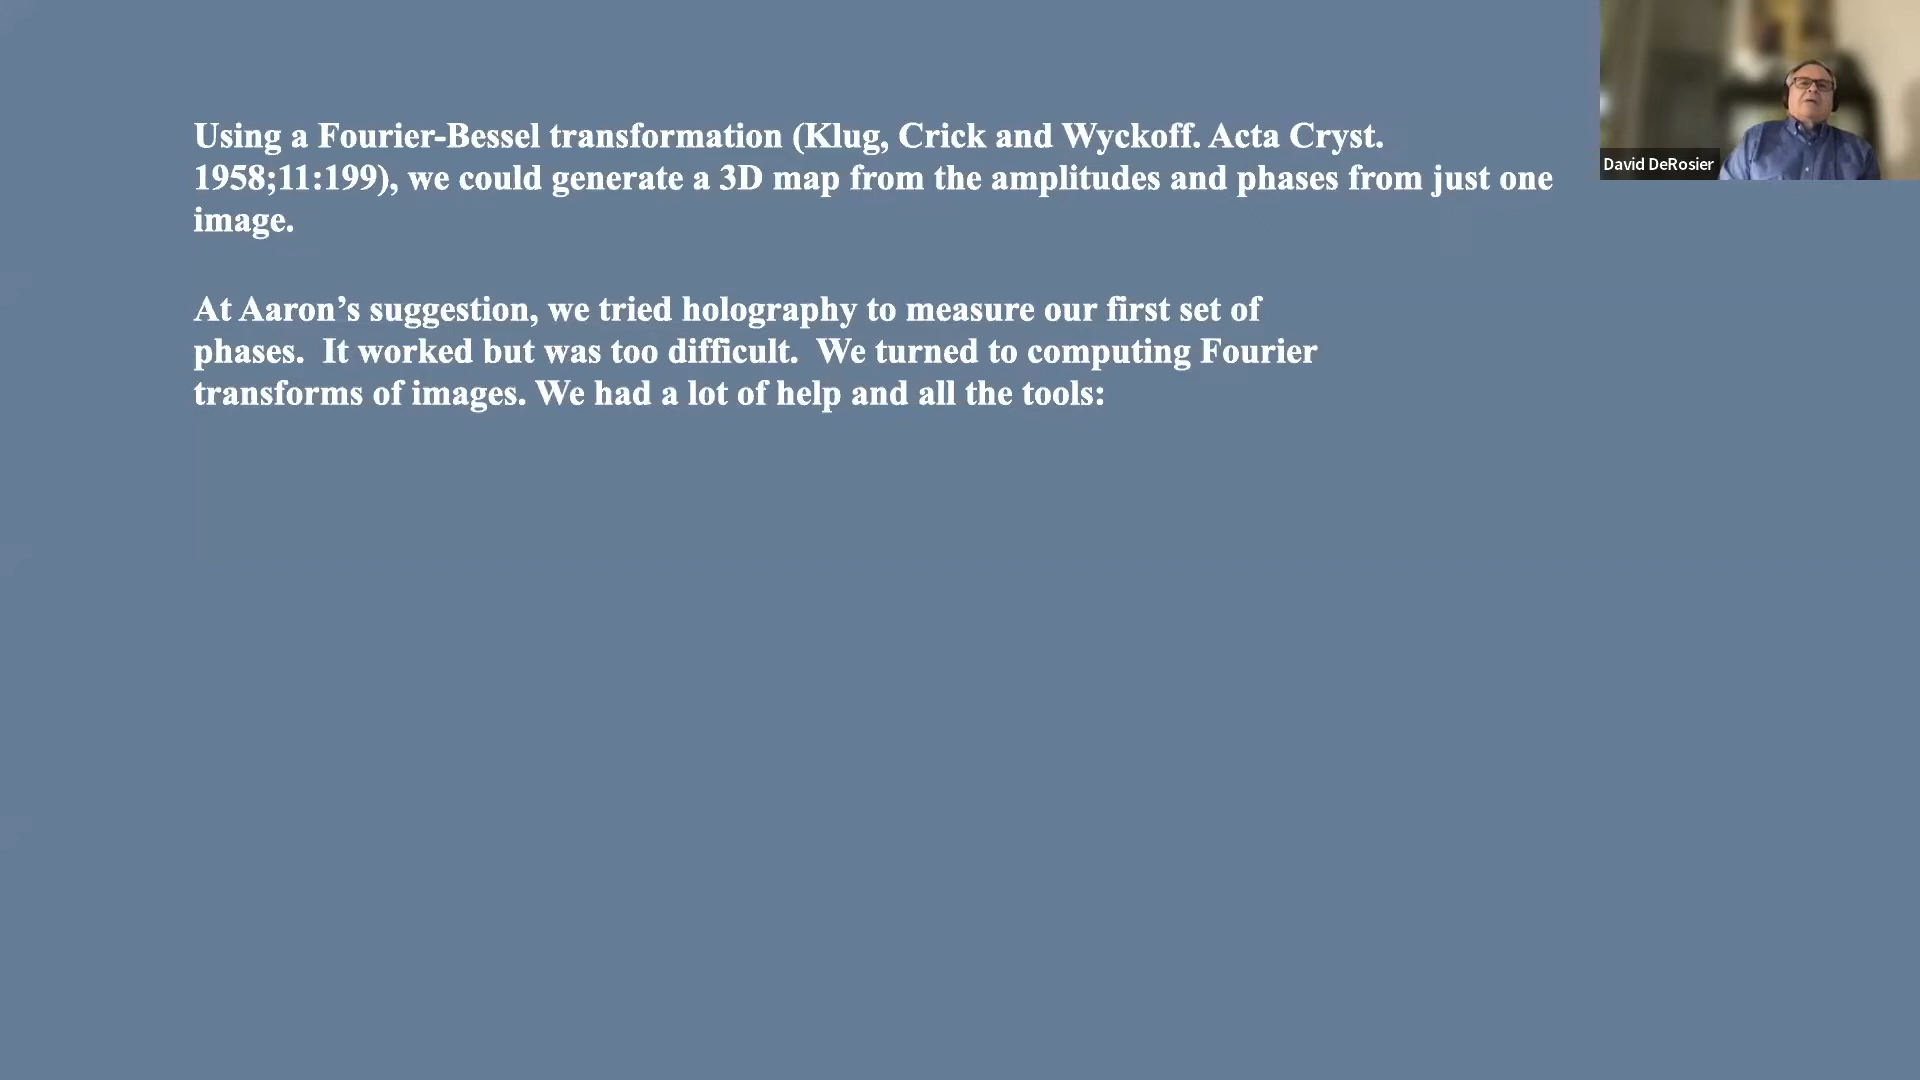 Using a Fourier-Bessel transformation (Klug, Crick and Wyckoff. Acta Cryst.
1958;11:199), we could generate a 3D map from the amplitudes and phases from just one
image.
At Aaron’s suggestion, we tried holography to measure our first set of
phases.  It worked but was too difficult.  We turned to computing Fourier
transforms of images. We had a lot of help and all the tools:
David DeRosier